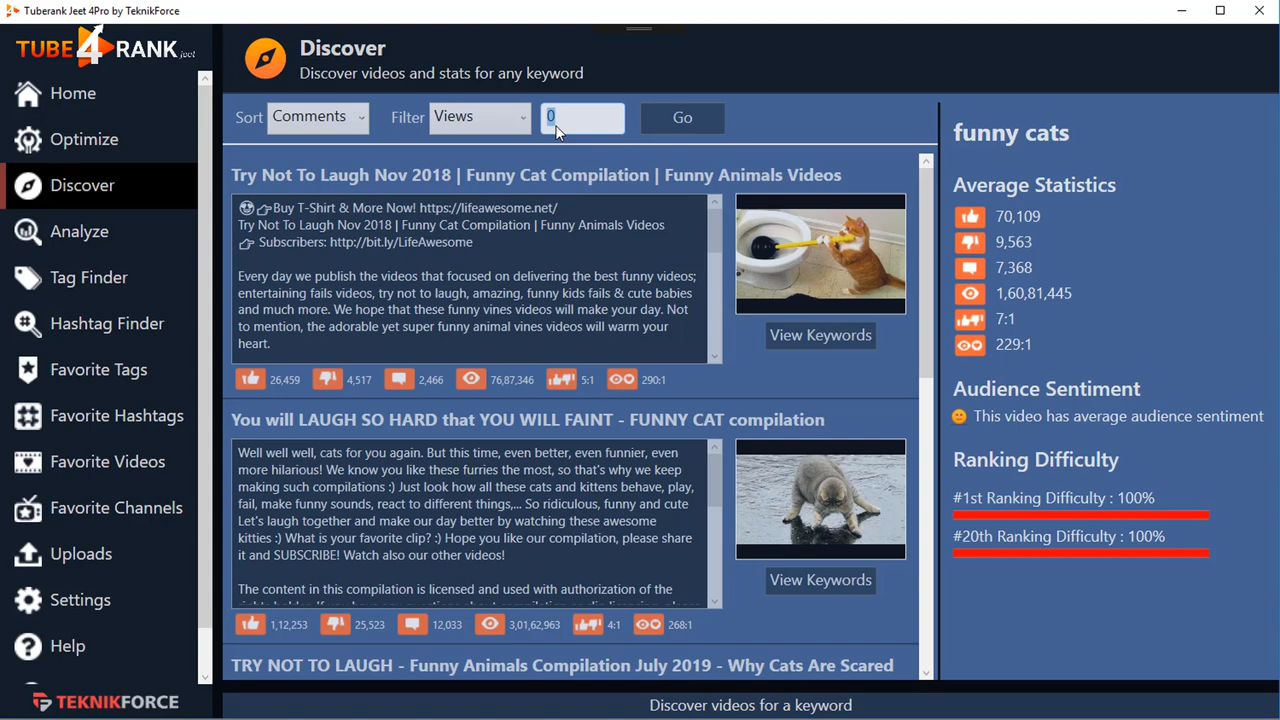 Tuberank Jeet 4Pro by TeknikForce
TUBE4RANK jeet
Home
Optimize
Discover
Analyze
Tag Finder
Hashtag Finder
Favorite Tags
Favorite Hashtags
Favorite Videos
Favorite Channels
Uploads
Settings
Help
TEKNIKFORCE
Discover
Discover videos and stats for any keyword
Sort Comments Filter Views 0 Go
Try Not To Laugh Nov 2018 | Funny Cat Compilation | Funny Animals Videos
Buy T-Shirt & More Now! https://lifeawesome.net/
Try Not To Laugh Nov 2018 | Funny Cat Compilation | Funny Animals Videos
Subscribers: http://bit.ly/LifeAwesome
Every day we publish the videos that focused on delivering the best funny videos;
entertaining fails videos, try not to laugh, amazing, funny kids fails & cute babies
and much more. We hope that these funny vines videos will make your day. Not
to mention, the adorable yet super funny animal vines videos will warm your
heart.
View Keywords
26,459 4,517 2,466 76,87,346 5:1 290:1
You will LAUGH SO HARD that YOU WILL FAINT - FUNNY CAT compilation
Well well well, cats for you again. But this time, even better, even funnier, even
more hilarious! We know you like these furries the most, so that's why we keep
making such compilations :) Just look how all these cats and kittens behave, play,
fail, make funny sounds, react to different things,... So ridiculous, funny and cute
Let's laugh together and make our day better by watching these awesome
kitties :) What is your favorite clip? :) Hope you like our compilation, please share
it and SUBSCRIBE! Watch also our other videos!
The content in this compilation is licensed and used with authorization of the
View Keywords
1,12,253 25,523 12,033 3,01,62,963 4:1 268:1
TRY NOT TO LAUGH - Funny Animals Compilation July 2019 - Why Cats Are Scared
funny cats
Average Statistics
70,109
9,563
7,368
1,60,81,445
7:1
229:1
Audience Sentiment
This video has average audience sentiment
Ranking Difficulty
#1st Ranking Difficulty : 100%
#20th Ranking Difficulty : 100%
Discover videos for a keyword